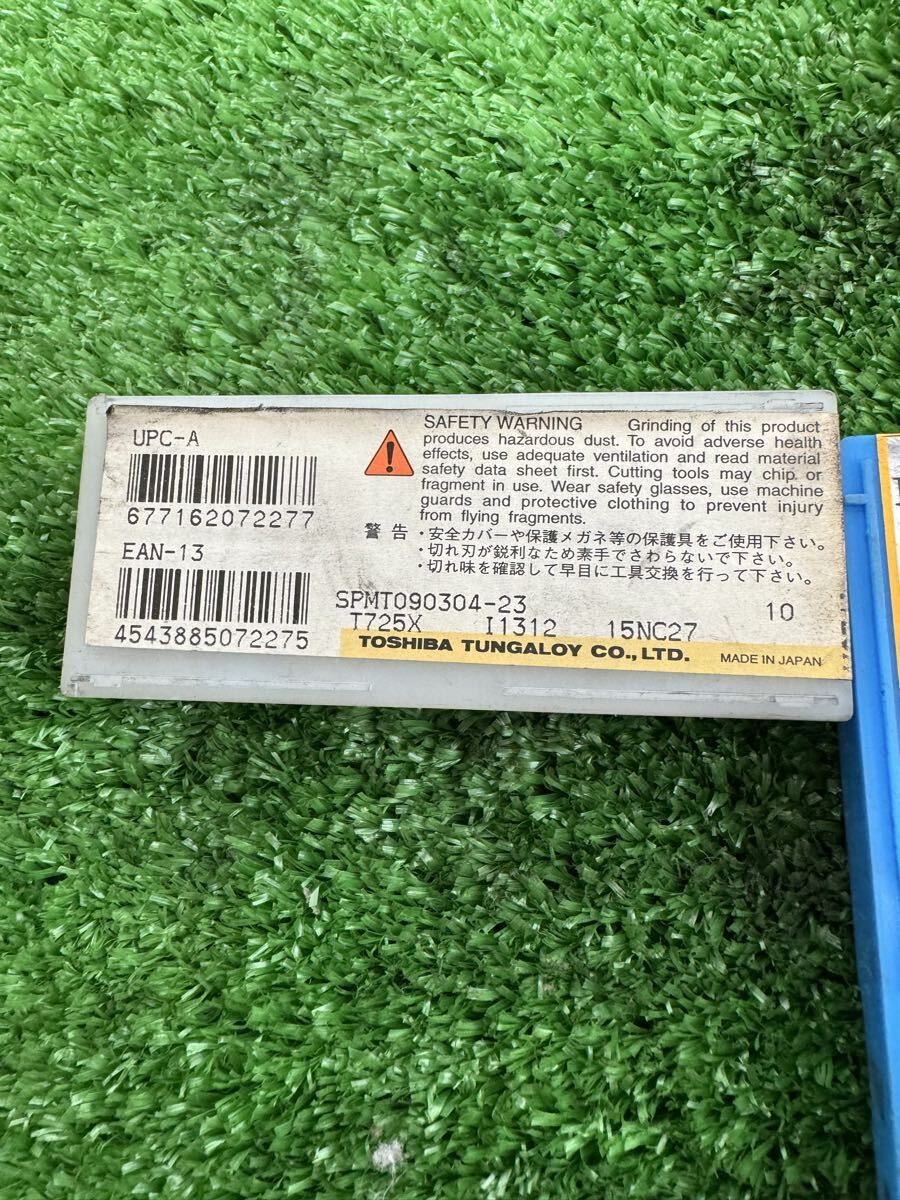 UPC-A
677162072277
EAN-13
4543885072275
SAFETY WARNING Grinding of this product
produces hazardous dust. To avoid adverse health
effects, use adequate ventilation and read material
safety data sheet first. Cutting tools may chip or
fragment in use. Wear safety glasses, use machine
guards and protective clothing to prevent injury
from flying fragments.
警告 ・安全カバーや保護メガネ等の保護具をご使用下さい。
・切れ刃が鋭利なため素手でさわらないで下さい。
・切れ味を確認して早目に工具交換を行って下さい。
SPMT090304-23 10
T725X I1312 15NC27
TOSHIBA TUNGALOY CO., LTD. MADE IN JAPAN